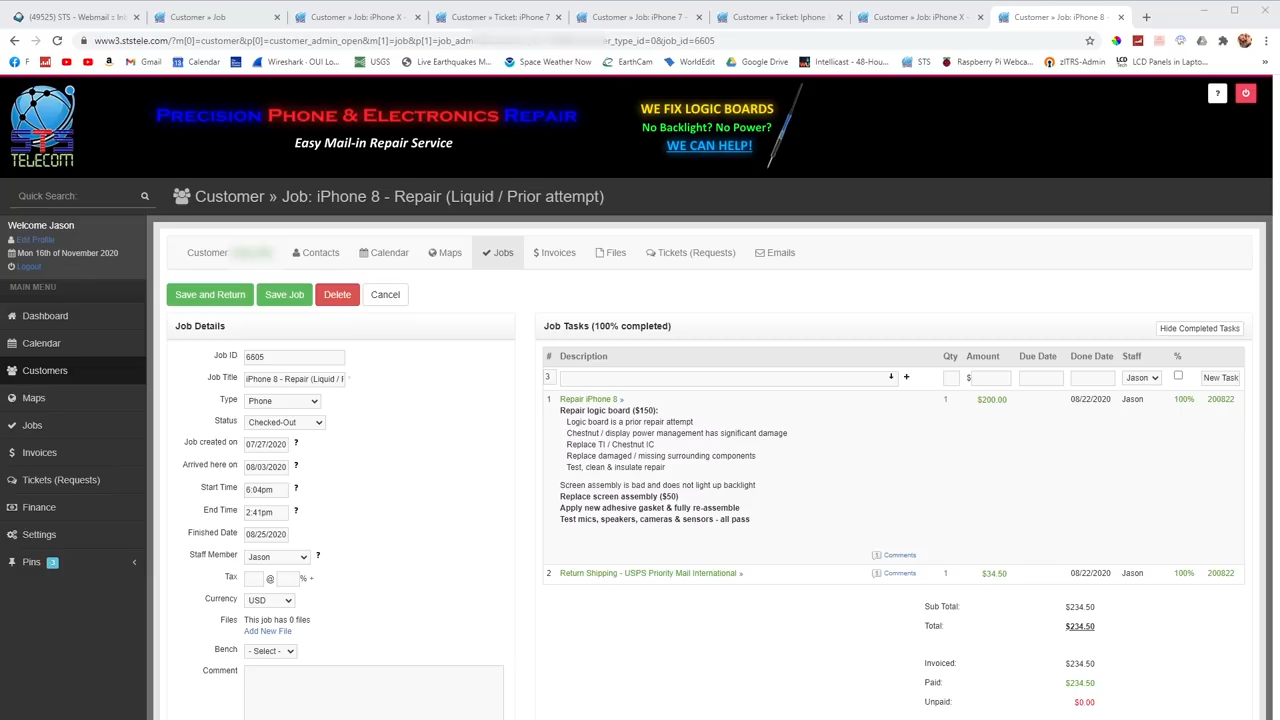 (49525) STS - Webmail :: Inb
Customer » Job
Customer » Job: iPhone X -
Customer » Ticket: iPhone 7
Customer » Job: iPhone 7 -
Customer » Ticket: Iphone
Customer » Job: iPhone X -
Customer » Job: iPhone 8 -
www3.ststele.com/?m[0]=customer&p[0]=customer_admin_open&m[1]=job&p[1]=job_adm
er_type_id=0&job_id=6605
F
Gmail
Calendar
Wireshark · OUI Lo...
USGS
Live Earthquakes M...
Space Weather Now
EarthCam
WorldEdit
Google Drive
Intellicast - 48-Hou...
STS
Raspberry Pi Webca...
zITRS-Admin
LCD Panels in Lapto...
STS
TELECOM
PRECISION PHONE & ELECTRONICS REPAIR
Easy Mail-in Repair Service
WE FIX LOGIC BOARDS
No Backlight? No Power?
WE CAN HELP!
?
Quick Search:
Customer » Job: iPhone 8 - Repair (Liquid / Prior attempt)
Welcome Jason
Edit Profile
Mon 16th of November 2020
Logout
MAIN MENU
Dashboard
Calendar
Customers
Maps
Jobs
Invoices
Tickets (Requests)
Finance
Settings
Pins 3
Customer
Contacts
Calendar
Maps
Jobs
$ Invoices
Files
Tickets (Requests)
Emails
Save and Return
Save Job
Delete
Cancel
Job Details
Job ID 6605
Job Title iPhone 8 - Repair (Liquid / F
Type Phone
Status Checked-Out
Job created on 07/27/2020 ?
Arrived here on 08/03/2020 ?
Start Time 6:04pm ?
End Time 2:41pm ?
Finished Date 08/25/2020
Staff Member Jason ?
Tax @ % +
Currency USD
Files This job has 0 files
Add New File
Bench - Select -
Comment
Job Tasks (100% completed)
Hide Completed Tasks
# Description Qty Amount Due Date Done Date Staff %
3 + $ Jason New Task
1 Repair iPhone 8 » 1 $200.00 08/22/2020 Jason 100% 200822
Repair logic board ($150):
Logic board is a prior repair attempt
Chestnut / display power management has significant damage
Replace TI / Chestnut IC
Replace damaged / missing surrounding components
Test, clean & insulate repair
Screen assembly is bad and does not light up backlight
Replace screen assembly ($50)
Apply new adhesive gasket & fully re-assemble
Test mics, speakers, cameras & sensors - all pass
Comments
2 Return Shipping - USPS Priority Mail International » Comments 1 $34.50 08/22/2020 Jason 100% 200822
Sub Total: $234.50
Total: $234.50
Invoiced: $234.50
Paid: $234.50
Unpaid: $0.00